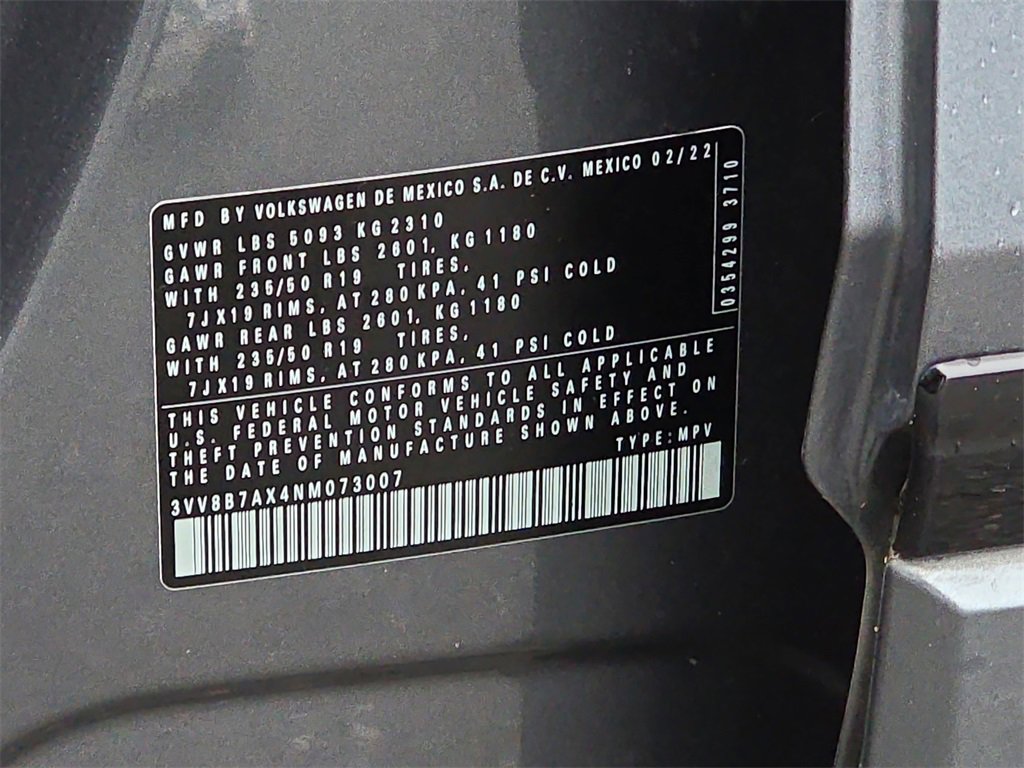 MFD BY VOLKSWAGEN DE MEXICO S.A. DE C.V. MEXICO 02/22
GVWR LBS 5093 KG 2310
GAWR FRONT LBS 2601, KG 1180
WITH 235/50 R19 TIRES,
7JX19 RIMS, AT 280 KPA, 41 PSI COLD
GAWR REAR LBS 2601, KG 1180
WITH 235/50 R19 TIRES,
7JX19 RIMS, AT 280 KPA, 41 PSI COLD
0354299 3710
THIS VEHICLE CONFORMS TO ALL APPLICABLE
U.S. FEDERAL MOTOR VEHICLE SAFETY AND
THEFT PREVENTION STANDARDS IN EFFECT ON
THE DATE OF MANUFACTURE SHOWN ABOVE.
TYPE: MPV
3VV8B7AX4NM073007